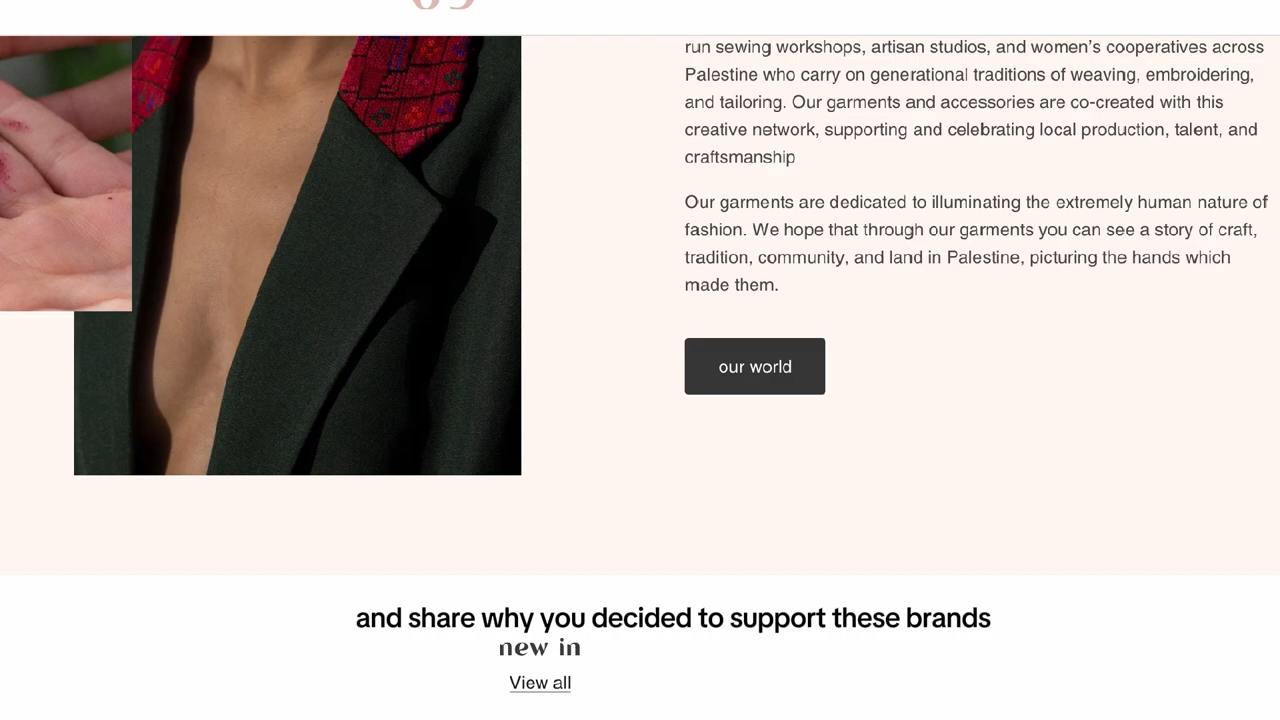 run sewing workshops, artisan studios, and women’s cooperatives across
Palestine who carry on generational traditions of weaving, embroidering,
and tailoring. Our garments and accessories are co-created with this
creative network, supporting and celebrating local production, talent, and
craftsmanship
Our garments are dedicated to illuminating the extremely human nature of
fashion. We hope that through our garments you can see a story of craft,
tradition, community, and land in Palestine, picturing the hands which
made them.
our world
and share why you decided to support these brands
new in
View all